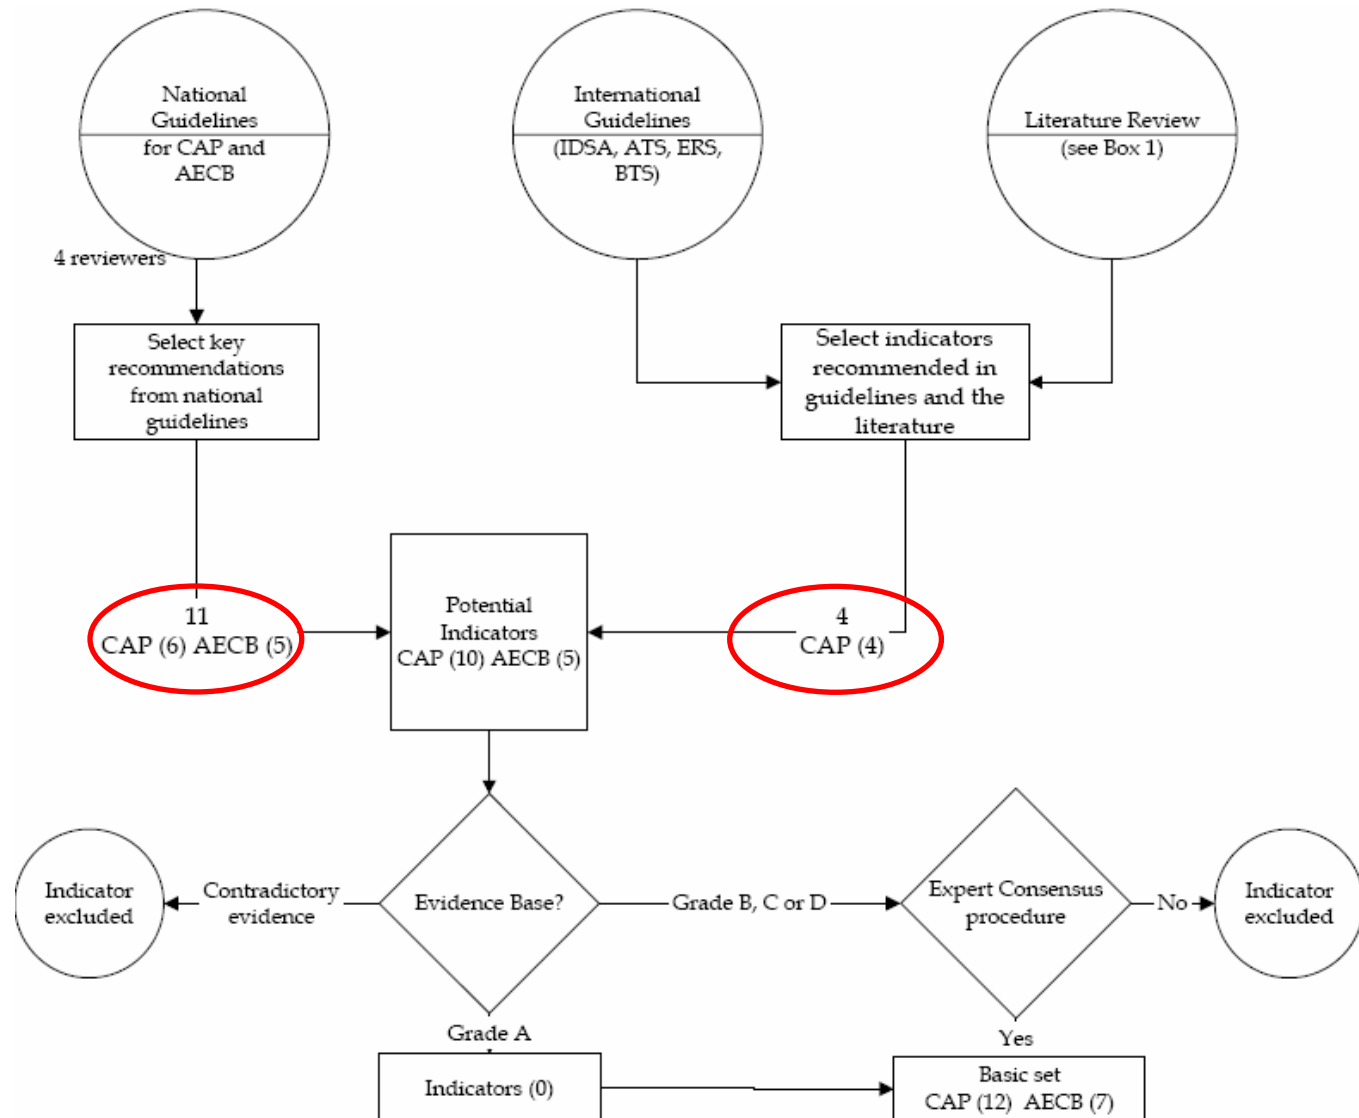 National
Guidelines
for CAP and
AECB
International
Guidelines
(IDSA, ATS, ERS,
BTS)
Literature Review
(see Box 1)
4 reviewers
Select key
recommendations
from national
guidelines
Select indicators
recommended in
guidelines and the
literature
11
CAP (6) AECB (5)
Potential
Indicators
CAP (10) AECB (5)
4
CAP (4)
Indicator
excluded
Contradictory
evidence
Evidence Base?
Grade B, C or D
Expert Consensus
procedure
No
Indicator
excluded
Grade A
Yes
Indicators (0)
Basic set
CAP (12) AECB (7)